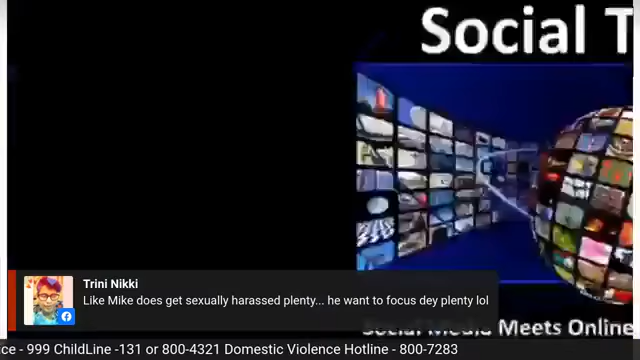 Social T
Trini Nikki
Like Mike does get sexually harassed plenty... he want to focus dey plenty lol
Social Media Meets Online
ce - 999 ChildLine -131 or 800-4321 Domestic Violence Hotline - 800-7283